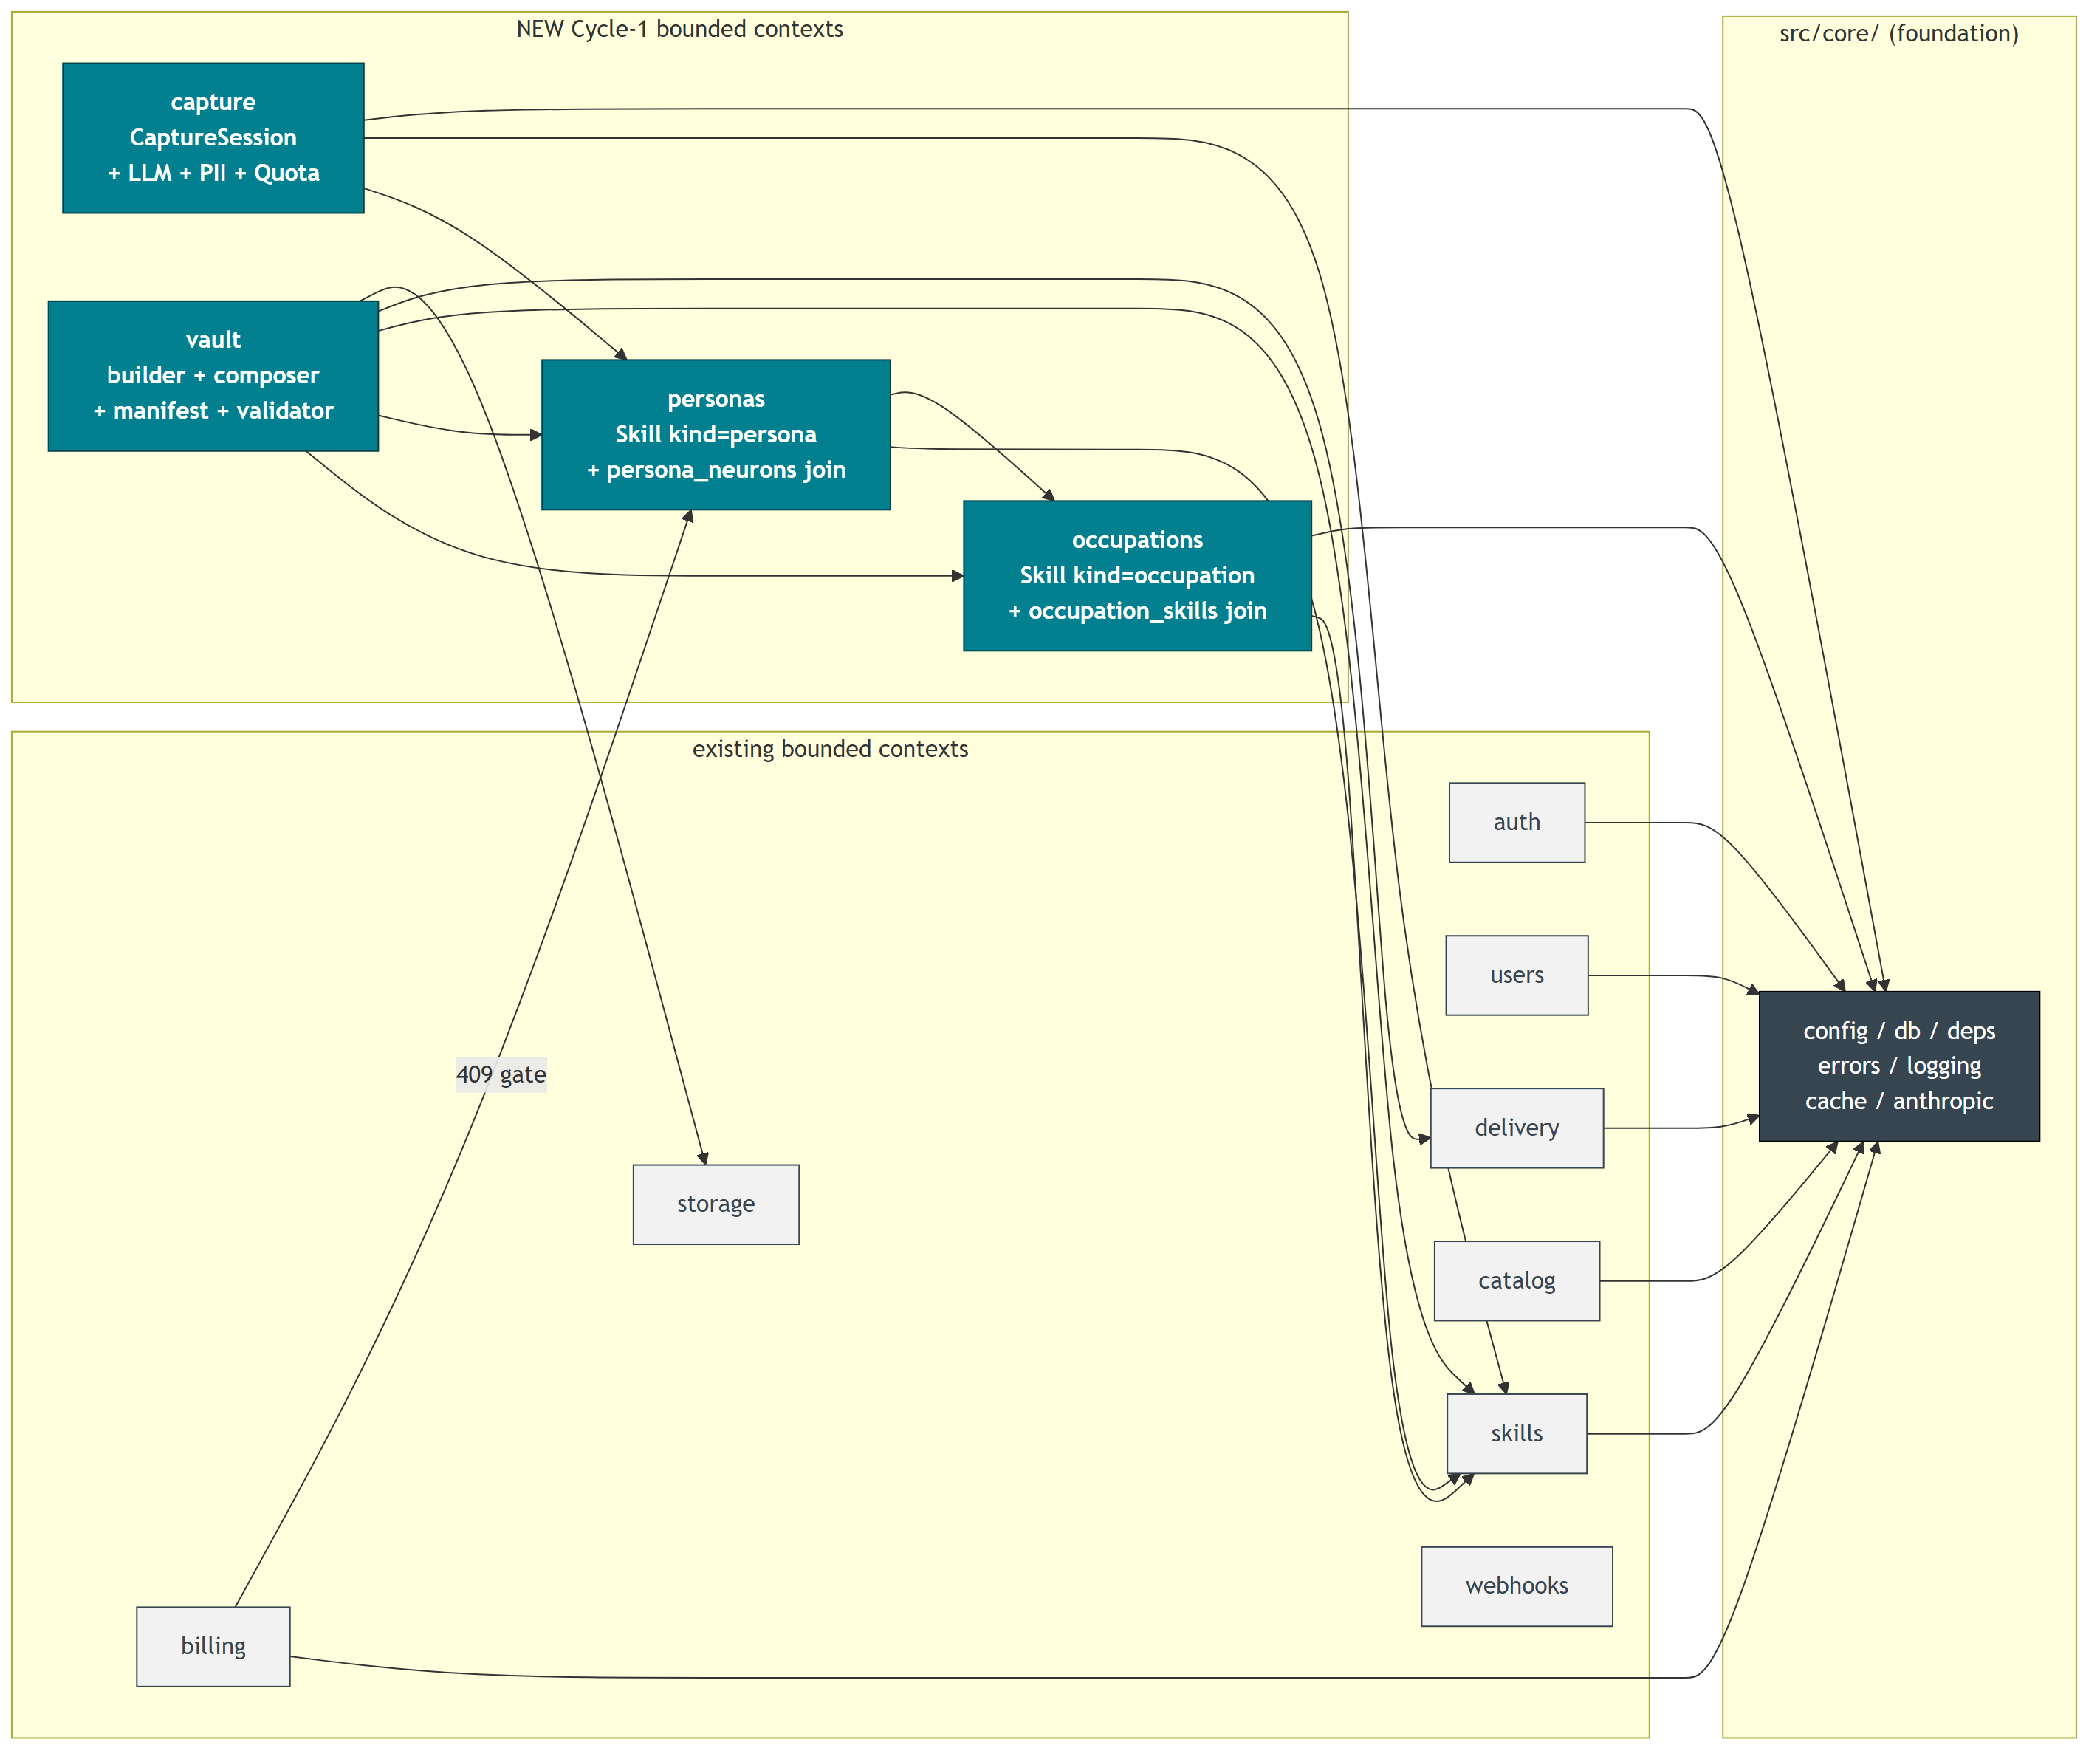 NEW Cycle-1 bounded contexts
src/core/ (foundation)
capture
CaptureSession
+ LLM + PII + Quota
vault
builder + composer
+ manifest + validator
personas
Skill kind=persona
+ persona_neurons join
occupations
Skill kind=occupation
+ occupation_skills join
existing bounded contexts
auth
users
config / db / deps
errors / logging
cache / anthropic
409 gate
delivery
storage
catalog
skills
webhooks
billing